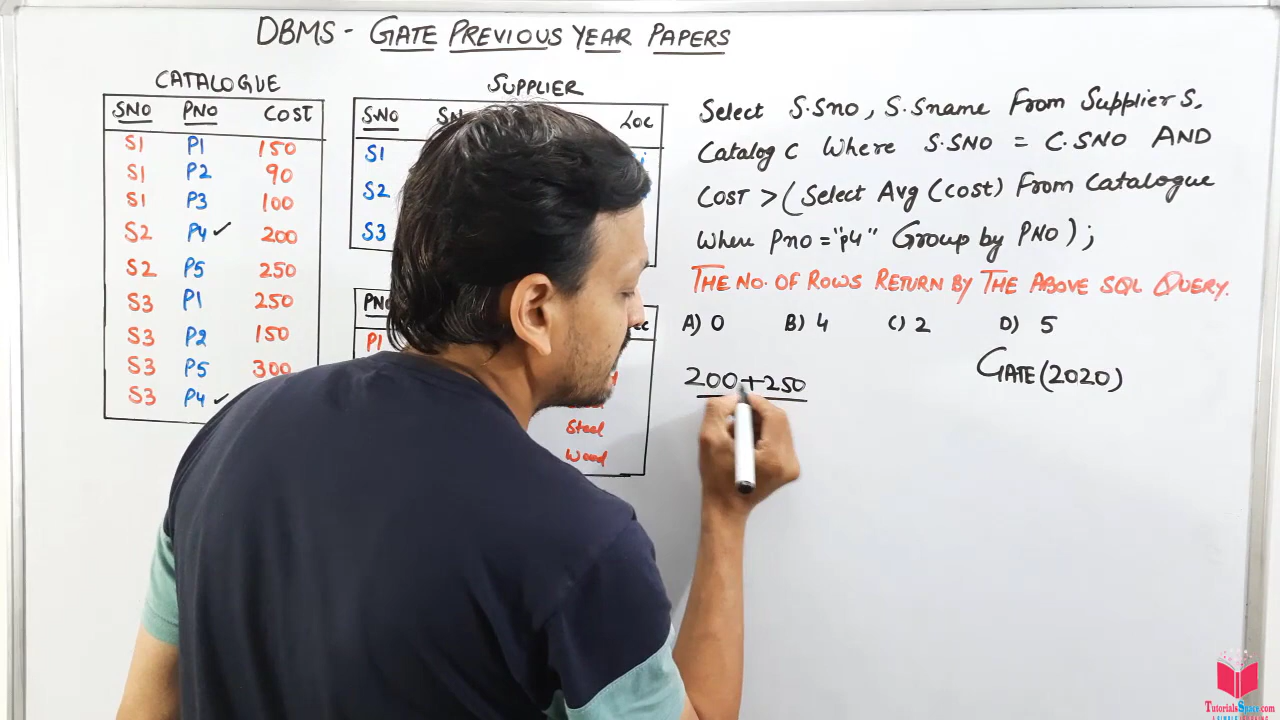 DBMS - GATE PREVIOUS YEAR PAPERS
CATALOGUE
SNO PNO COST
S1 P1 150
S1 P2 90
S1 P3 100
S2 P4 ✓ 200
S2 P5 250
S3 P1 250
S3 P2 150
S3 P5 300
S3 P4 ✓
SUPPLIER
S.NO LOC
S1
S2
S3
PNO
P1
Steel
Wood
Select S.Sno, S.Sname From Supplier S,
Catalog C Where S.SNO = C.SNO AND
COST > (Select Avg (cost) From Catalogue
Where Pno = "P4" Group by PNO);
THE NO. OF ROWS RETURN BY THE ABOVE SQL QUERY.
A) 0 B) 4 C) 2 D) 5
GATE (2020)
200+250
TutorialsSpace.com